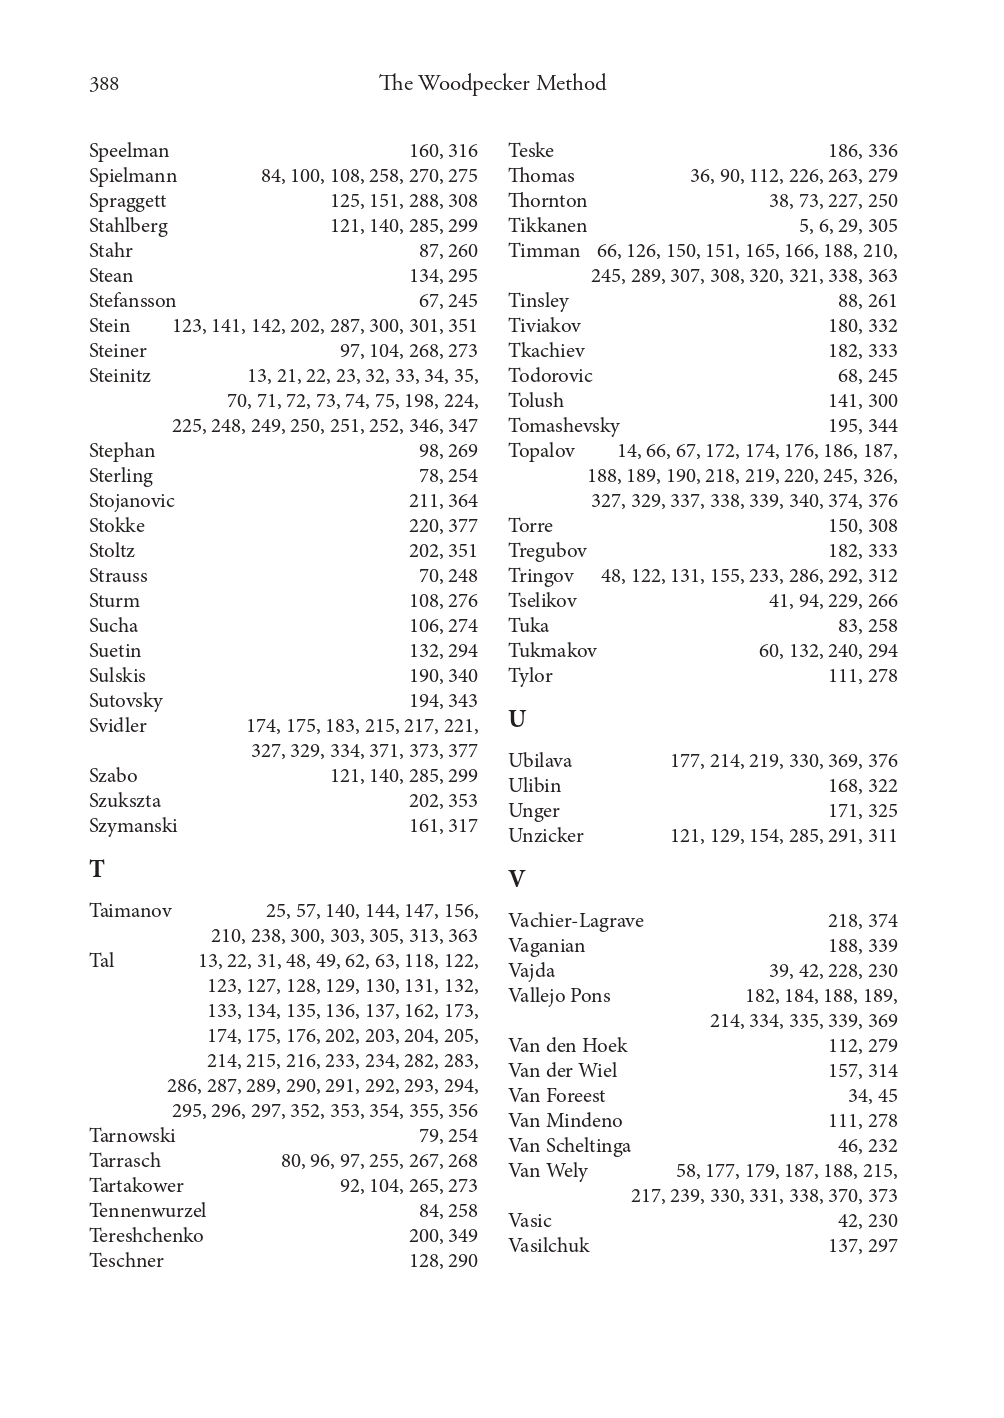 388 The Woodpecker Method
Speelman 160, 316
Spielmann 84, 100, 108, 258, 270, 275
Spraggett 125, 151, 288, 308
Stahlberg 121, 140, 285, 299
Stahr 87, 260
Stean 134, 295
Stefansson 67, 245
Stein 123, 141, 142, 202, 287, 300, 301, 351
Steiner 97, 104, 268, 273
Steinitz 13, 21, 22, 23, 32, 33, 34, 35,
70, 71, 72, 73, 74, 75, 198, 224,
225, 248, 249, 250, 251, 252, 346, 347
Stephan 98, 269
Sterling 78, 254
Stojanovic 211, 364
Stokke 220, 377
Stoltz 202, 351
Strauss 70, 248
Sturm 108, 276
Sucha 106, 274
Suetin 132, 294
Sulskis 190, 340
Sutovsky 194, 343
Svidler 174, 175, 183, 215, 217, 221,
327, 329, 334, 371, 373, 377
Szabo 121, 140, 285, 299
Szukszta 202, 353
Szymanski 161, 317
T
Taimanov 25, 57, 140, 144, 147, 156,
210, 238, 300, 303, 305, 313, 363
Tal 13, 22, 31, 48, 49, 62, 63, 118, 122,
123, 127, 128, 129, 130, 131, 132,
133, 134, 135, 136, 137, 162, 173,
174, 175, 176, 202, 203, 204, 205,
214, 215, 216, 233, 234, 282, 283,
286, 287, 289, 290, 291, 292, 293, 294,
295, 296, 297, 352, 353, 354, 355, 356
Tarnowski 79, 254
Tarrasch 80, 96, 97, 255, 267, 268
Tartakower 92, 104, 265, 273
Tennenwurzel 84, 258
Tereshchenko 200, 349
Teschner 128, 290
Teske 186, 336
Thomas 36, 90, 112, 226, 263, 279
Thornton 38, 73, 227, 250
Tikkanen 5, 6, 29, 305
Timman 66, 126, 150, 151, 165, 166, 188, 210,
245, 289, 307, 308, 320, 321, 338, 363
Tinsley 88, 261
Tiviakov 180, 332
Tkachiev 182, 333
Todorovic 68, 245
Tolush 141, 300
Tomashevsky 195, 344
Topalov 14, 66, 67, 172, 174, 176, 186, 187,
188, 189, 190, 218, 219, 220, 245, 326,
327, 329, 337, 338, 339, 340, 374, 376
Torre 150, 308
Tregubov 182, 333
Tringov 48, 122, 131, 155, 233, 286, 292, 312
Tselikov 41, 94, 229, 266
Tuka 83, 258
Tukmakov 60, 132, 240, 294
Tylor 111, 278
U
Ubilava 177, 214, 219, 330, 369, 376
Ulibin 168, 322
Unger 171, 325
Unzicker 121, 129, 154, 285, 291, 311
V
Vachier-Lagrave 218, 374
Vaganian 188, 339
Vajda 39, 42, 228, 230
Vallejo Pons 182, 184, 188, 189,
214, 334, 335, 339, 369
Van den Hoek 112, 279
Van der Wiel 157, 314
Van Foreest 34, 45
Van Mindeno 111, 278
Van Scheltinga 46, 232
Van Wely 58, 177, 179, 187, 188, 215,
217, 239, 330, 331, 338, 370, 373
Vasic 42, 230
Vasilchuk 137, 297